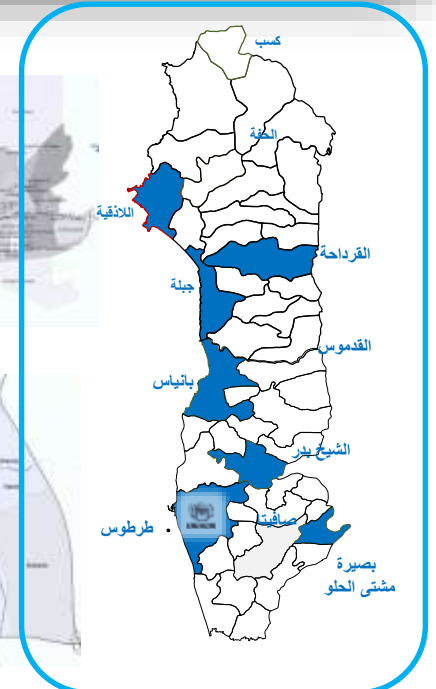 كسب
الحفة
اللاذقية
القرداحة
جبلة
القدموس
بانياس
الشيخ بدر
صافيتا
طرطوس
بصيرة
مشتى الحلو